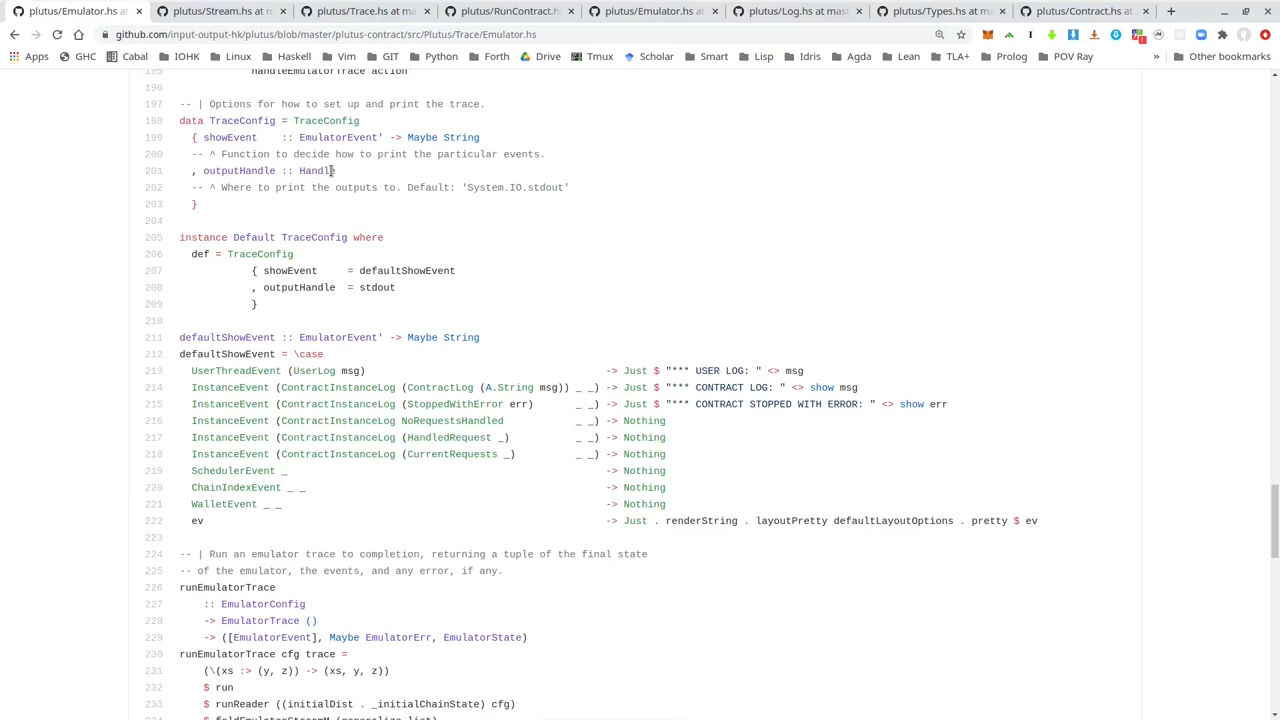 plutus/Emulator.hs at
plutus/Stream.hs at m
plutus/Trace.hs at ma
plutus/RunContract.h
plutus/Emulator.hs at
plutus/Log.hs at mast
plutus/Types.hs at ma
plutus/Contract.hs at
github.com/input-output-hk/plutus/blob/master/plutus-contract/src/Plutus/Trace/Emulator.hs
Apps GHC Cabal IOHK Linux Haskell Vim GIT Python Forth Drive Tmux Scholar Smart Lisp Idris Agda Lean TLA+ Prolog POV Ray » Other bookmarks
195 handleEmulatorTrace action'
196
197 -- | Options for how to set up and print the trace.
198 data TraceConfig = TraceConfig
199 { showEvent :: EmulatorEvent' -> Maybe String
200 -- ^ Function to decide how to print the particular events.
201 , outputHandle :: Handle
202 -- ^ Where to print the outputs to. Default: 'System.IO.stdout'
203 }
204
205 instance Default TraceConfig where
206 def = TraceConfig
207 { showEvent = defaultShowEvent
208 , outputHandle = stdout
209 }
210
211 defaultShowEvent :: EmulatorEvent' -> Maybe String
212 defaultShowEvent = \case
213 UserThreadEvent (UserLog msg) -> Just $ "*** USER LOG: " <> msg
214 InstanceEvent (ContractInstanceLog (ContractLog (A.String msg)) _ _) -> Just $ "*** CONTRACT LOG: " <> show msg
215 InstanceEvent (ContractInstanceLog (StoppedWithError err) _ _) -> Just $ "*** CONTRACT STOPPED WITH ERROR: " <> show err
216 InstanceEvent (ContractInstanceLog NoRequestsHandled _ _) -> Nothing
217 InstanceEvent (ContractInstanceLog (HandledRequest _) _ _) -> Nothing
218 InstanceEvent (ContractInstanceLog (CurrentRequests _) _ _) -> Nothing
219 SchedulerEvent _ -> Nothing
220 ChainIndexEvent _ _ -> Nothing
221 WalletEvent _ _ -> Nothing
222 ev -> Just . renderString . layoutPretty defaultLayoutOptions . pretty $ ev
223
224 -- | Run an emulator trace to completion, returning a tuple of the final state
225 -- of the emulator, the events, and any error, if any.
226 runEmulatorTrace
227 :: EmulatorConfig
228 -> EmulatorTrace ()
229 -> ([EmulatorEvent], Maybe EmulatorErr, EmulatorState)
230 runEmulatorTrace cfg trace =
231 (\(xs :> (y, z)) -> (xs, y, z))
232 $ run
233 $ runReader ((initialDist . _initialChainState) cfg)
234 $ foldEmulatorStreamM (generalize list)